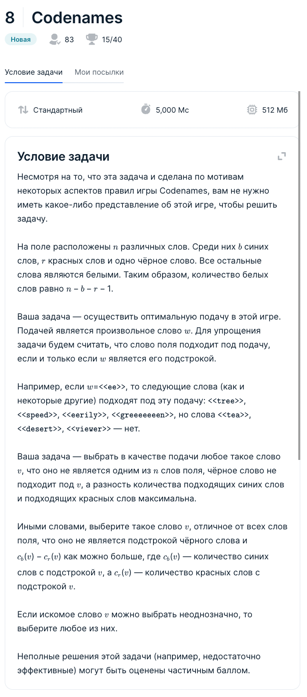 8 Codenames
Новая 83 15/40
Условие задачи Мои посылки
Стандартный 5,000 Мс 512 Мб
Условие задачи
Несмотря на то, что эта задача и сделана по мотивам
некоторых аспектов правил игры Codenames, вам не нужно
иметь какое-либо представление об этой игре, чтобы решить
задачу.
На поле расположены n различных слов. Среди них b синих
слов, r красных слов и одно чёрное слово. Все остальные
слова являются белыми. Таким образом, количество белых
слов равно n − b − r − 1.
Ваша задача — осуществить оптимальную подачу в этой игре.
Подачей является произвольное слово w. Для упрощения
задачи будем считать, что слово поля подходит под подачу,
если и только если w является его подстрокой.
Например, если w=<<ee>>, то следующие слова (как и
некоторые другие) подходят под эту подачу: <<tree>>,
<<speed>>, <<eerily>>, <<greeeeeeen>>, но слова <<tea>>,
<<desert>>, <<viewer>> — нет.
Ваша задача — выбрать в качестве подачи любое такое слово
v, что оно не является одним из n слов поля, чёрное слово не
подходит под v, а разность количества подходящих синих слов
и подходящих красных слов максимальна.
Иными словами, выберите такое слово v, отличное от всех слов
поля, что оно не является подстрокой чёрного слова и
c_b(v) − c_r(v) как можно больше, где c_b(v) — количество синих
слов с подстрокой v, а c_r(v) — количество красных слов с
подстрокой v.
Если искомое слово v можно выбрать неоднозначно, то
выберите любое из них.
Неполные решения этой задачи (например, недостаточно
эффективные) могут быть оценены частичным баллом.